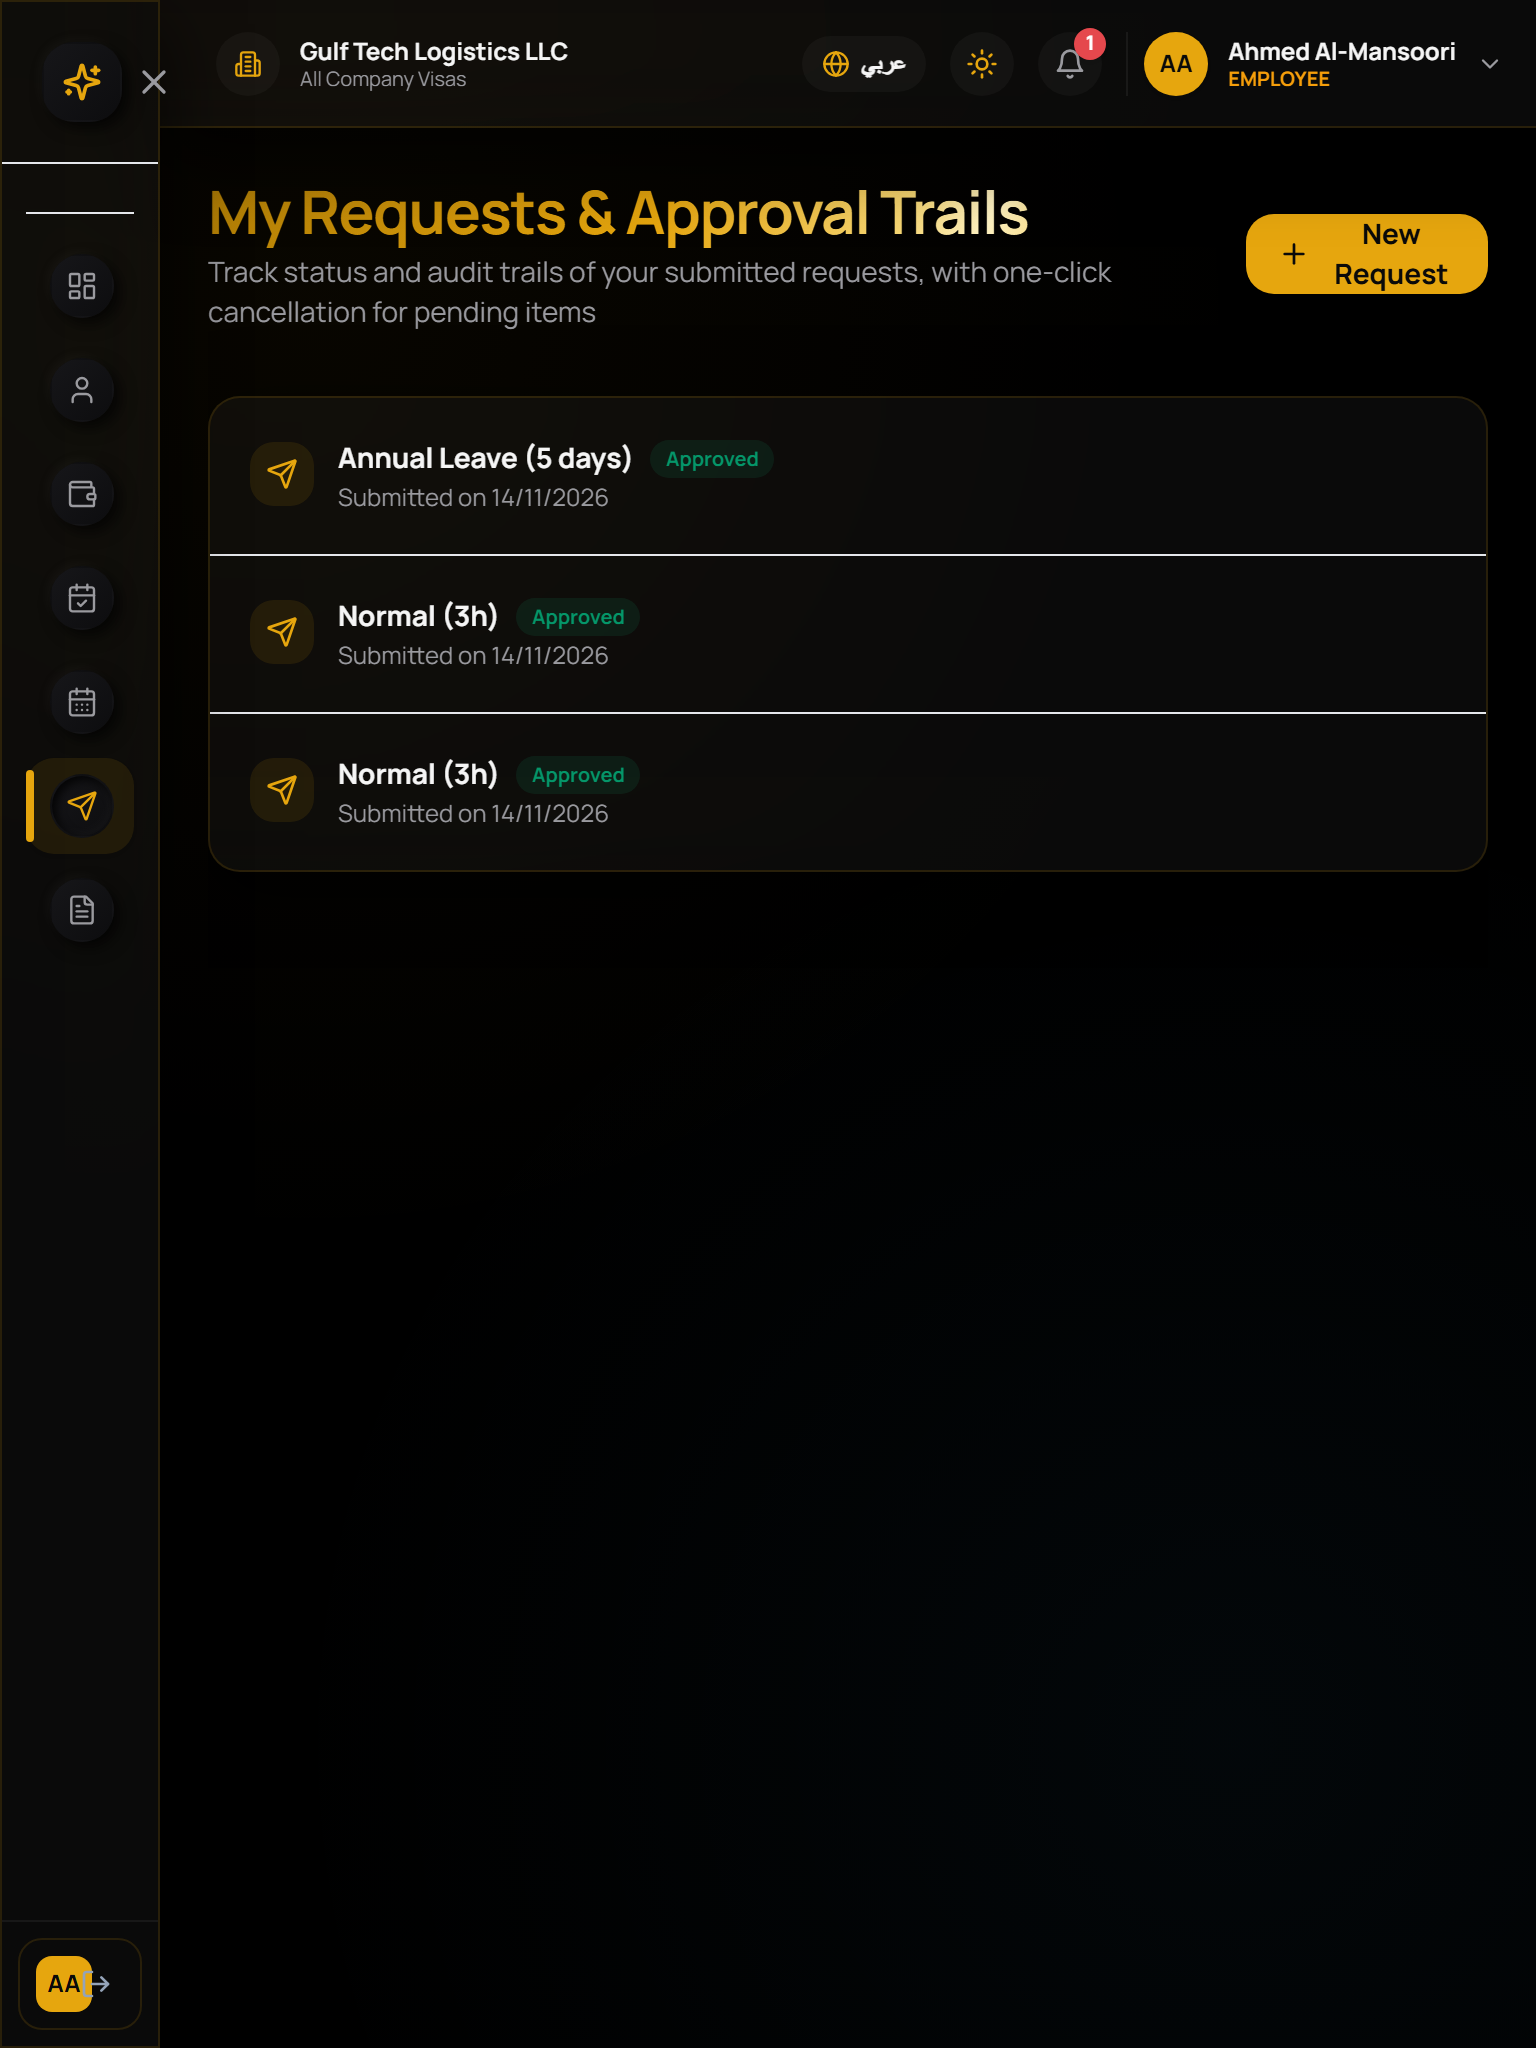 Gulf Tech Logistics LLC
All Company Visas
عربي
1
AA
Ahmed Al-Mansoori
EMPLOYEE
My Requests & Approval Trails
Track status and audit trails of your submitted requests, with one-click
cancellation for pending items
New
Request
Annual Leave (5 days)
Approved
Submitted on 14/11/2026
Normal (3h)
Approved
Submitted on 14/11/2026
Normal (3h)
Approved
Submitted on 14/11/2026
AA